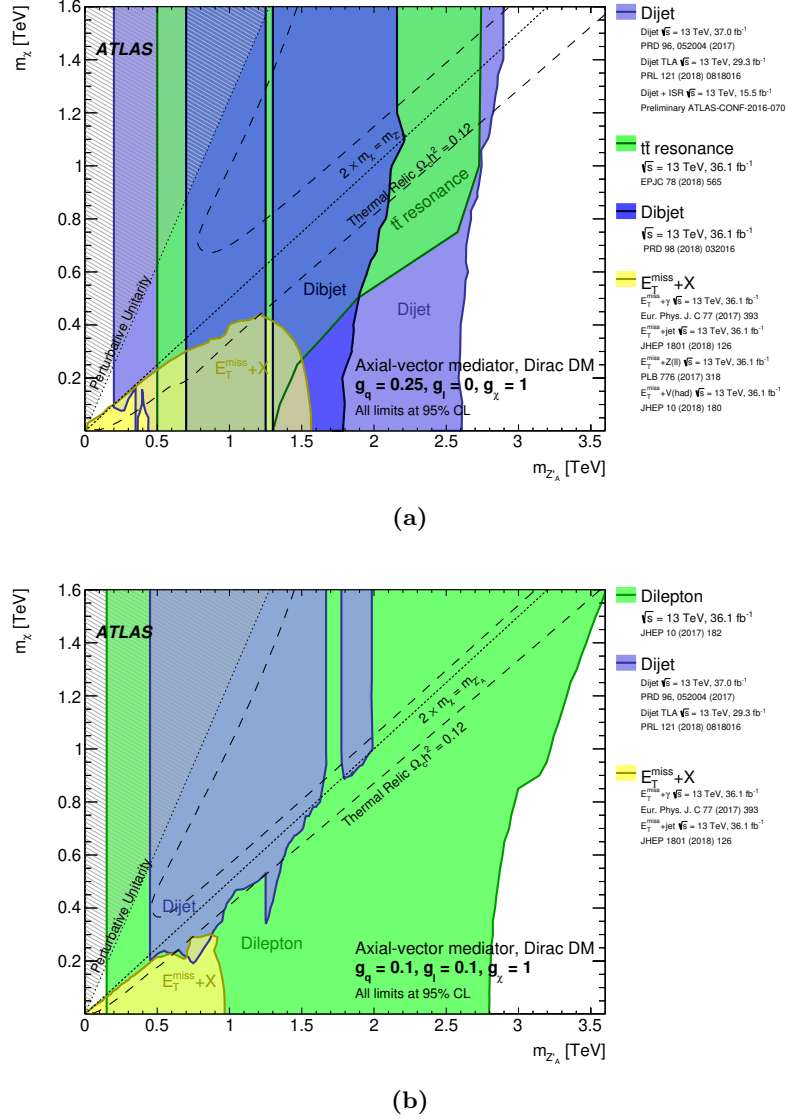 m_χ [TeV]
1.6
1.4
1.2
1
0.8
0.6
0.4
0.2
0
0.5
1
1.5
2
2.5
3
3.5
m_{Z'_A} [TeV]
ATLAS
Perturbative Unitarity
2 × m_χ = m_{Z'_A}
Thermal Relic Ω_c h² = 0.12
tt̄ resonance
Dibjet
Dijet
E_T^miss+X
Axial-vector mediator, Dirac DM
g_q = 0.25, g_l = 0, g_χ = 1
All limits at 95% CL
Dijet
Dijet √s = 13 TeV, 37.0 fb⁻¹
PRD 96, 052004 (2017)
Dijet TLA √s = 13 TeV, 29.3 fb⁻¹
PRL 121 (2018) 0818016
Dijet + ISR √s = 13 TeV, 15.5 fb⁻¹
Preliminary ATLAS-CONF-2016-070
tt̄ resonance
√s = 13 TeV, 36.1 fb⁻¹
EPJC 78 (2018) 565
Dibjet
√s = 13 TeV, 36.1 fb⁻¹
PRD 98 (2018) 032016
E_T^miss+X
E_T^miss+γ √s = 13 TeV, 36.1 fb⁻¹
Eur. Phys. J. C 77 (2017) 393
E_T^miss+jet √s = 13 TeV, 36.1 fb⁻¹
JHEP 1801 (2018) 126
E_T^miss+Z(ll) √s = 13 TeV, 36.1 fb⁻¹
PLB 776 (2017) 318
E_T^miss+V(had) √s = 13 TeV, 36.1 fb⁻¹
JHEP 10 (2018) 180
(a)
m_χ [TeV]
1.6
1.4
1.2
1
0.8
0.6
0.4
0.2
0
0.5
1
1.5
2
2.5
3
3.5
m_{Z'_A} [TeV]
ATLAS
Perturbative Unitarity
2 × m_χ = m_{Z'_A}
Thermal Relic Ω_c h² = 0.12
Dijet
Dilepton
E_T^miss+X
Axial-vector mediator, Dirac DM
g_q = 0.1, g_l = 0.1, g_χ = 1
All limits at 95% CL
Dilepton
√s = 13 TeV, 36.1 fb⁻¹
JHEP 10 (2017) 182
Dijet
Dijet √s = 13 TeV, 37.0 fb⁻¹
PRD 96, 052004 (2017)
Dijet TLA √s = 13 TeV, 29.3 fb⁻¹
PRL 121 (2018) 0818016
E_T^miss+X
E_T^miss+γ √s = 13 TeV, 36.1 fb⁻¹
Eur. Phys. J. C 77 (2017) 393
E_T^miss+jet √s = 13 TeV, 36.1 fb⁻¹
JHEP 1801 (2018) 126
(b)